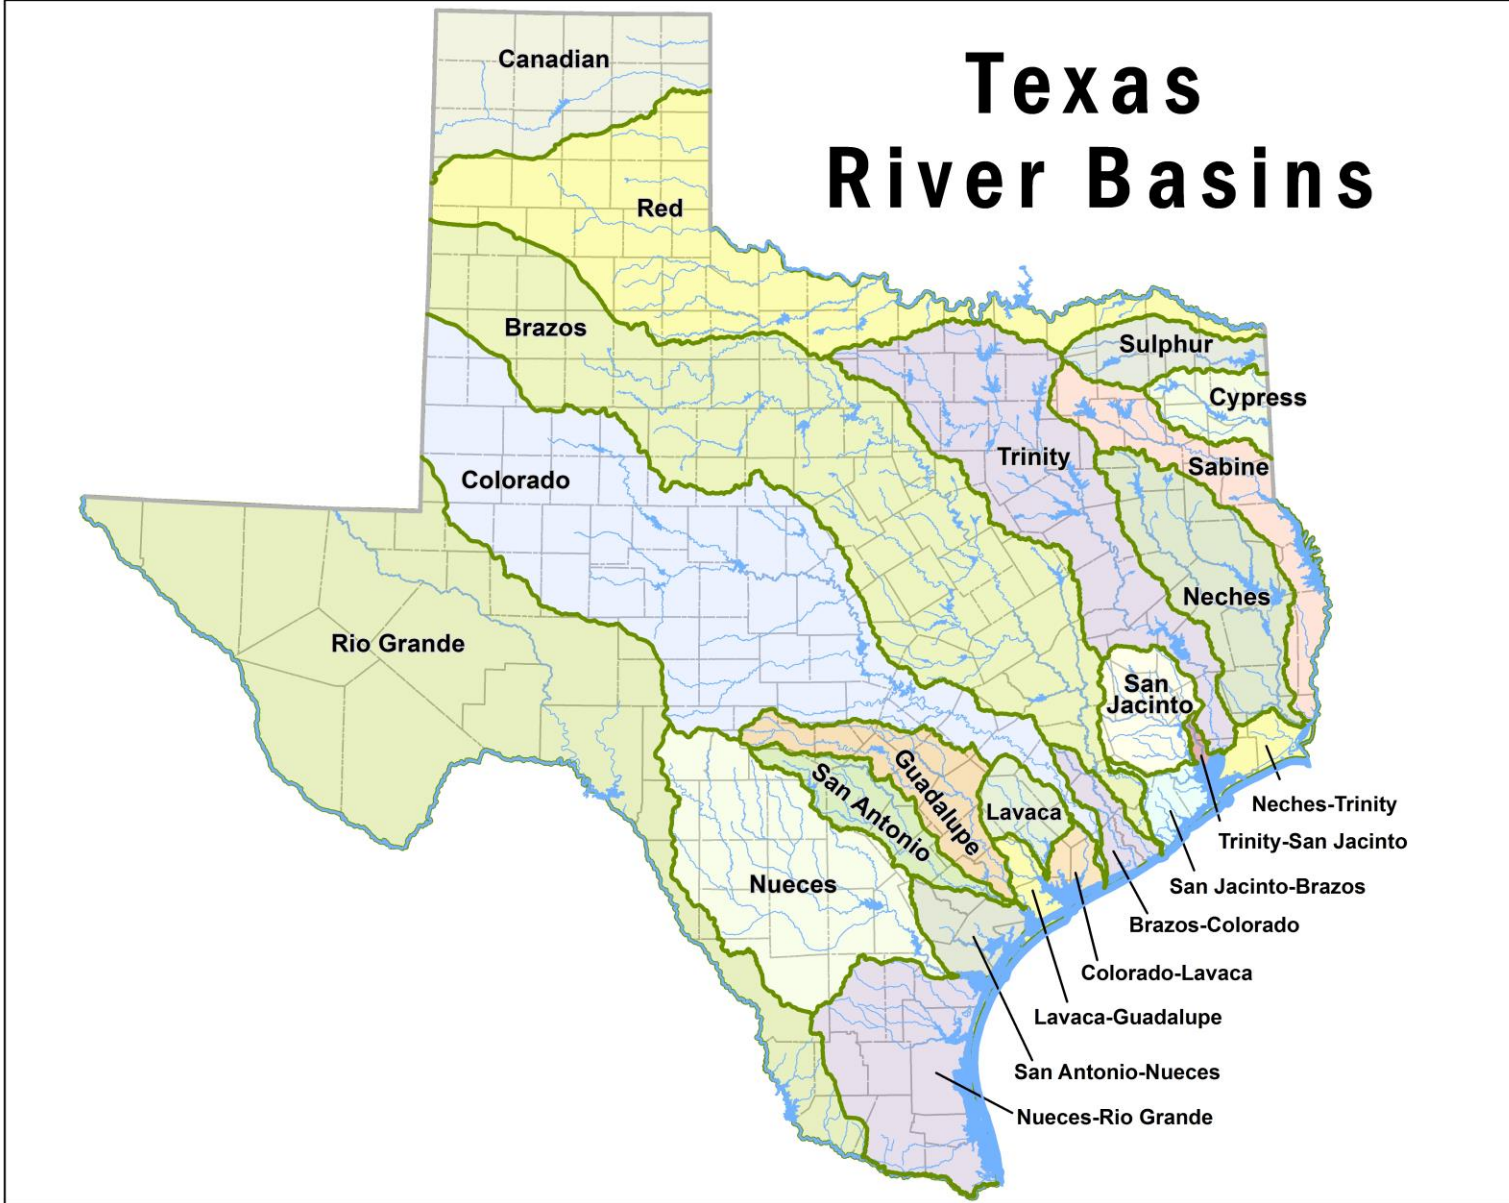 Texas
River Basins
Canadian
Red
Brazos
Sulphur
Cypress
Trinity
Sabine
Colorado
Neches
Rio Grande
San
Jacinto
Guadalupe
San Antonio
Lavaca
Nueces
Neches-Trinity
Trinity-San Jacinto
San Jacinto-Brazos
Brazos-Colorado
Colorado-Lavaca
Lavaca-Guadalupe
San Antonio-Nueces
Nueces-Rio Grande